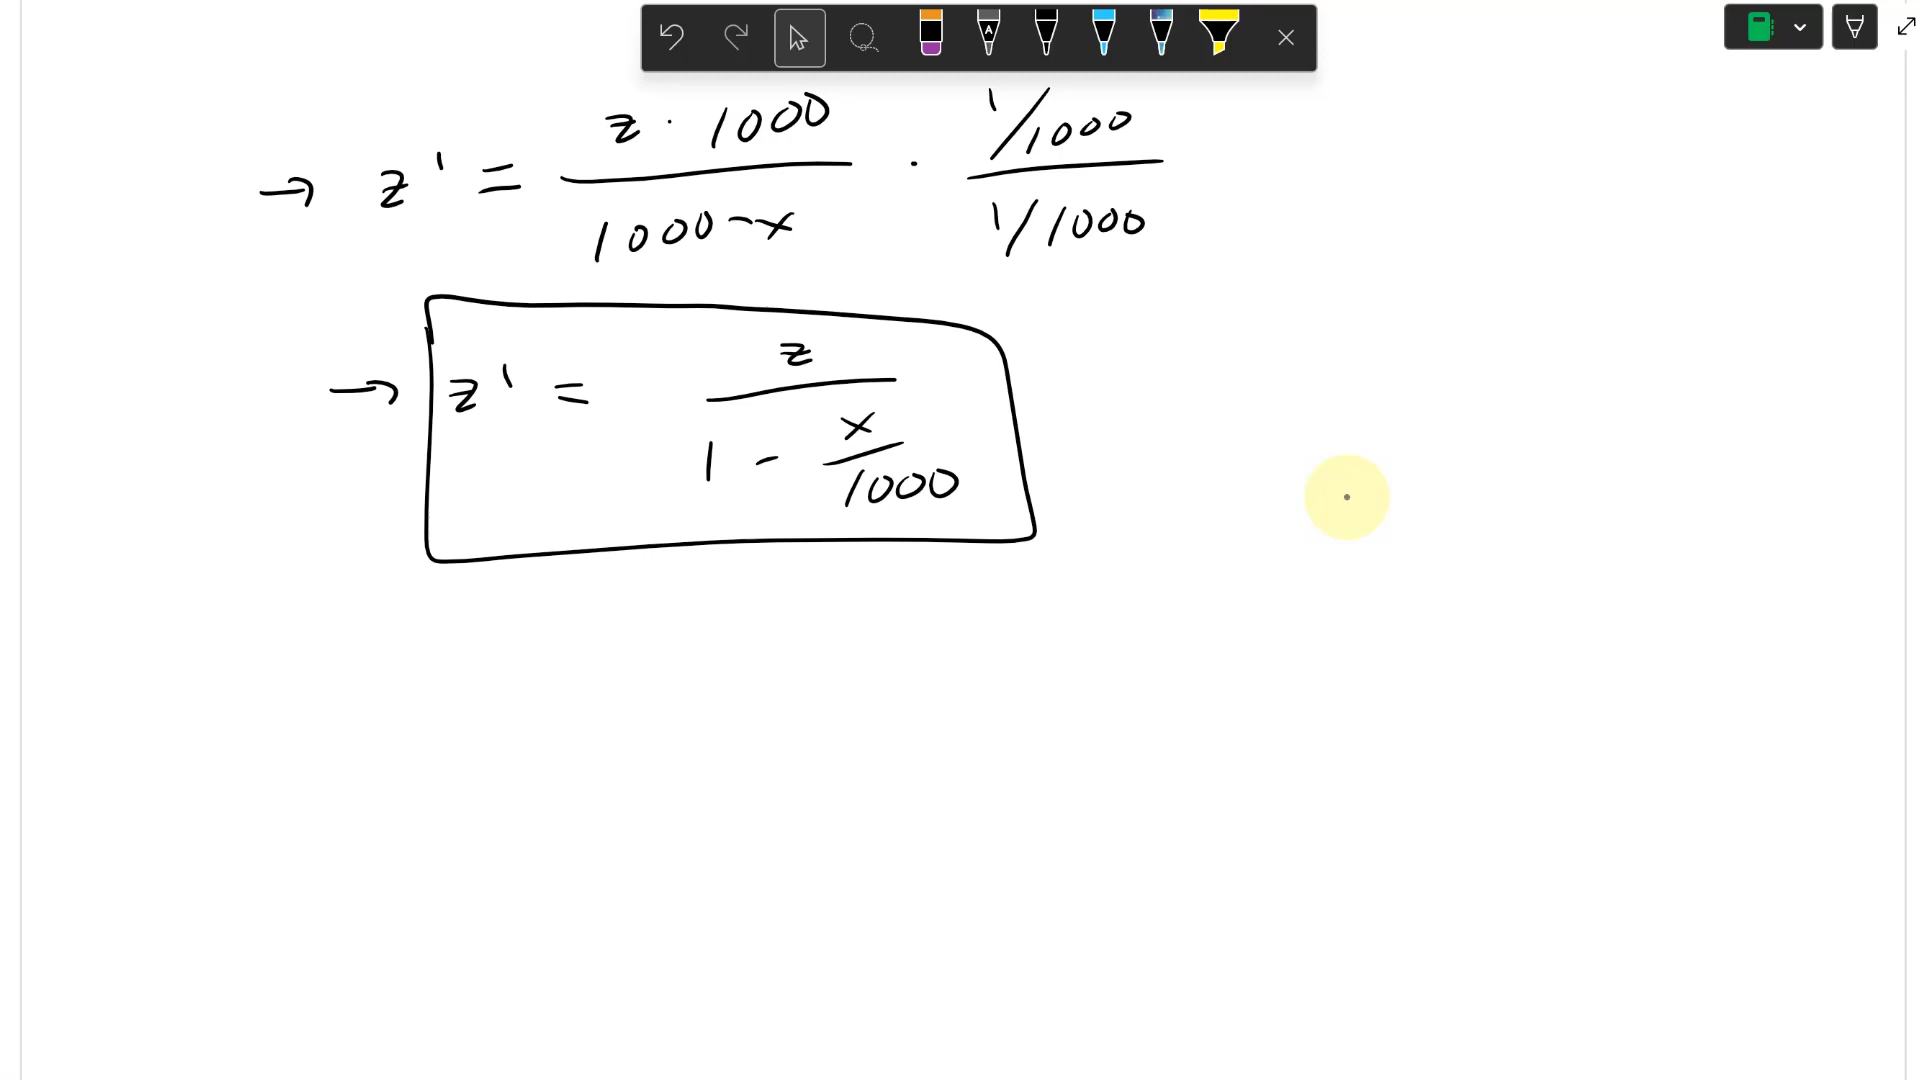 → z' = z · 1000 / 1000 - x · 1/1000 / 1/1000
→ z' = z / 1 - x/1000